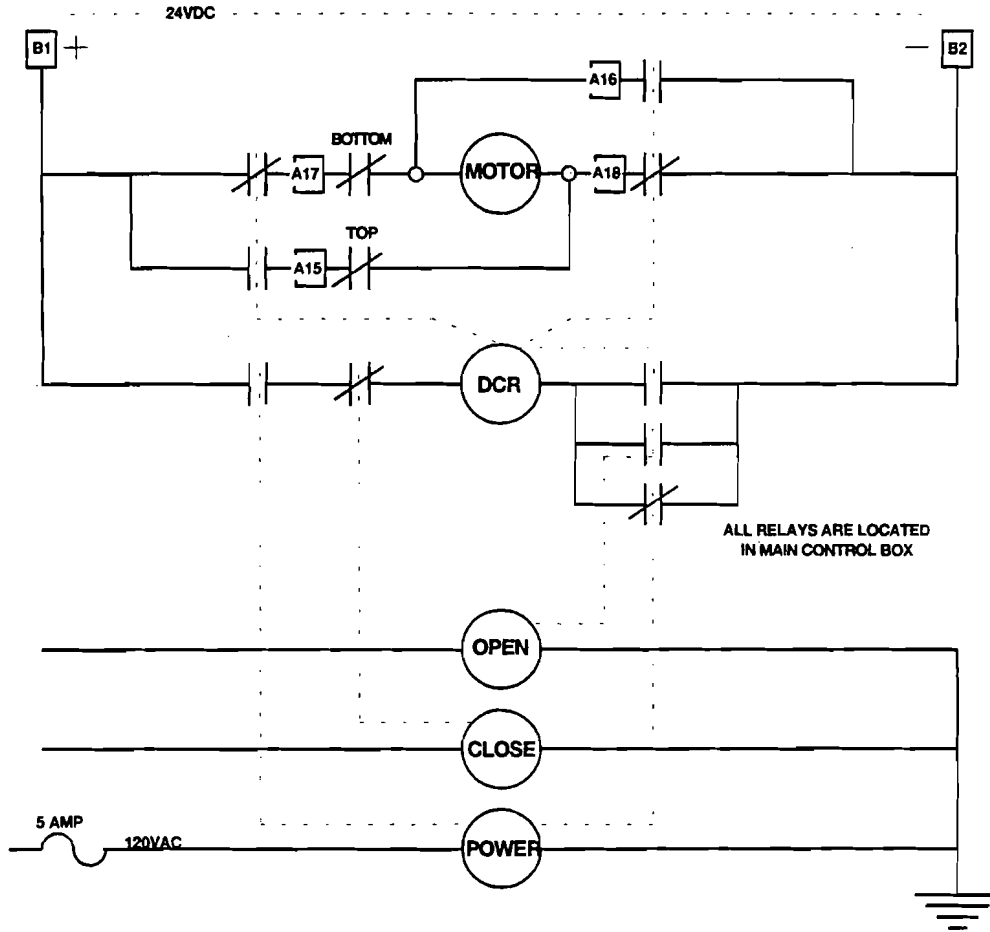 24VDC
B1 +
− B2
A16
BOTTOM
A17
MOTOR
A18
TOP
A15
DCR
ALL RELAYS ARE LOCATED
IN MAIN CONTROL BOX
OPEN
CLOSE
5 AMP
120VAC
POWER